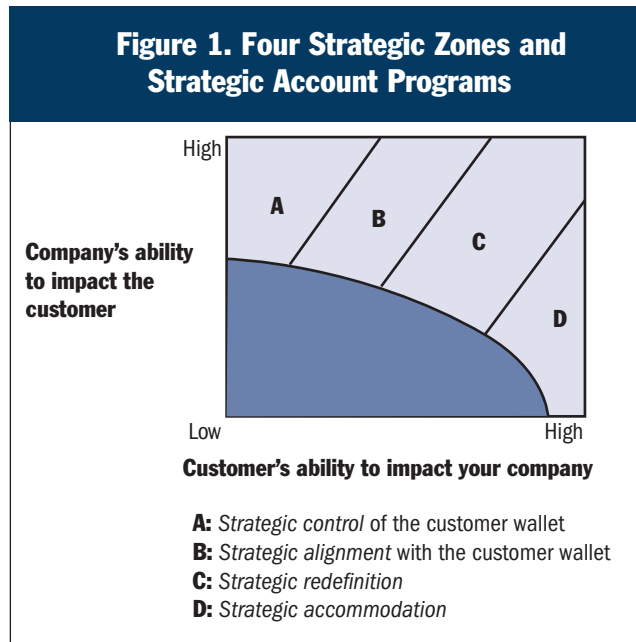 Figure 1. Four Strategic Zones and
Strategic Account Programs
High
A
B
C
D
Company's ability
to impact the
customer
Low
High
Customer's ability to impact your company
A: Strategic control of the customer wallet
B: Strategic alignment with the customer wallet
C: Strategic redefinition
D: Strategic accommodation